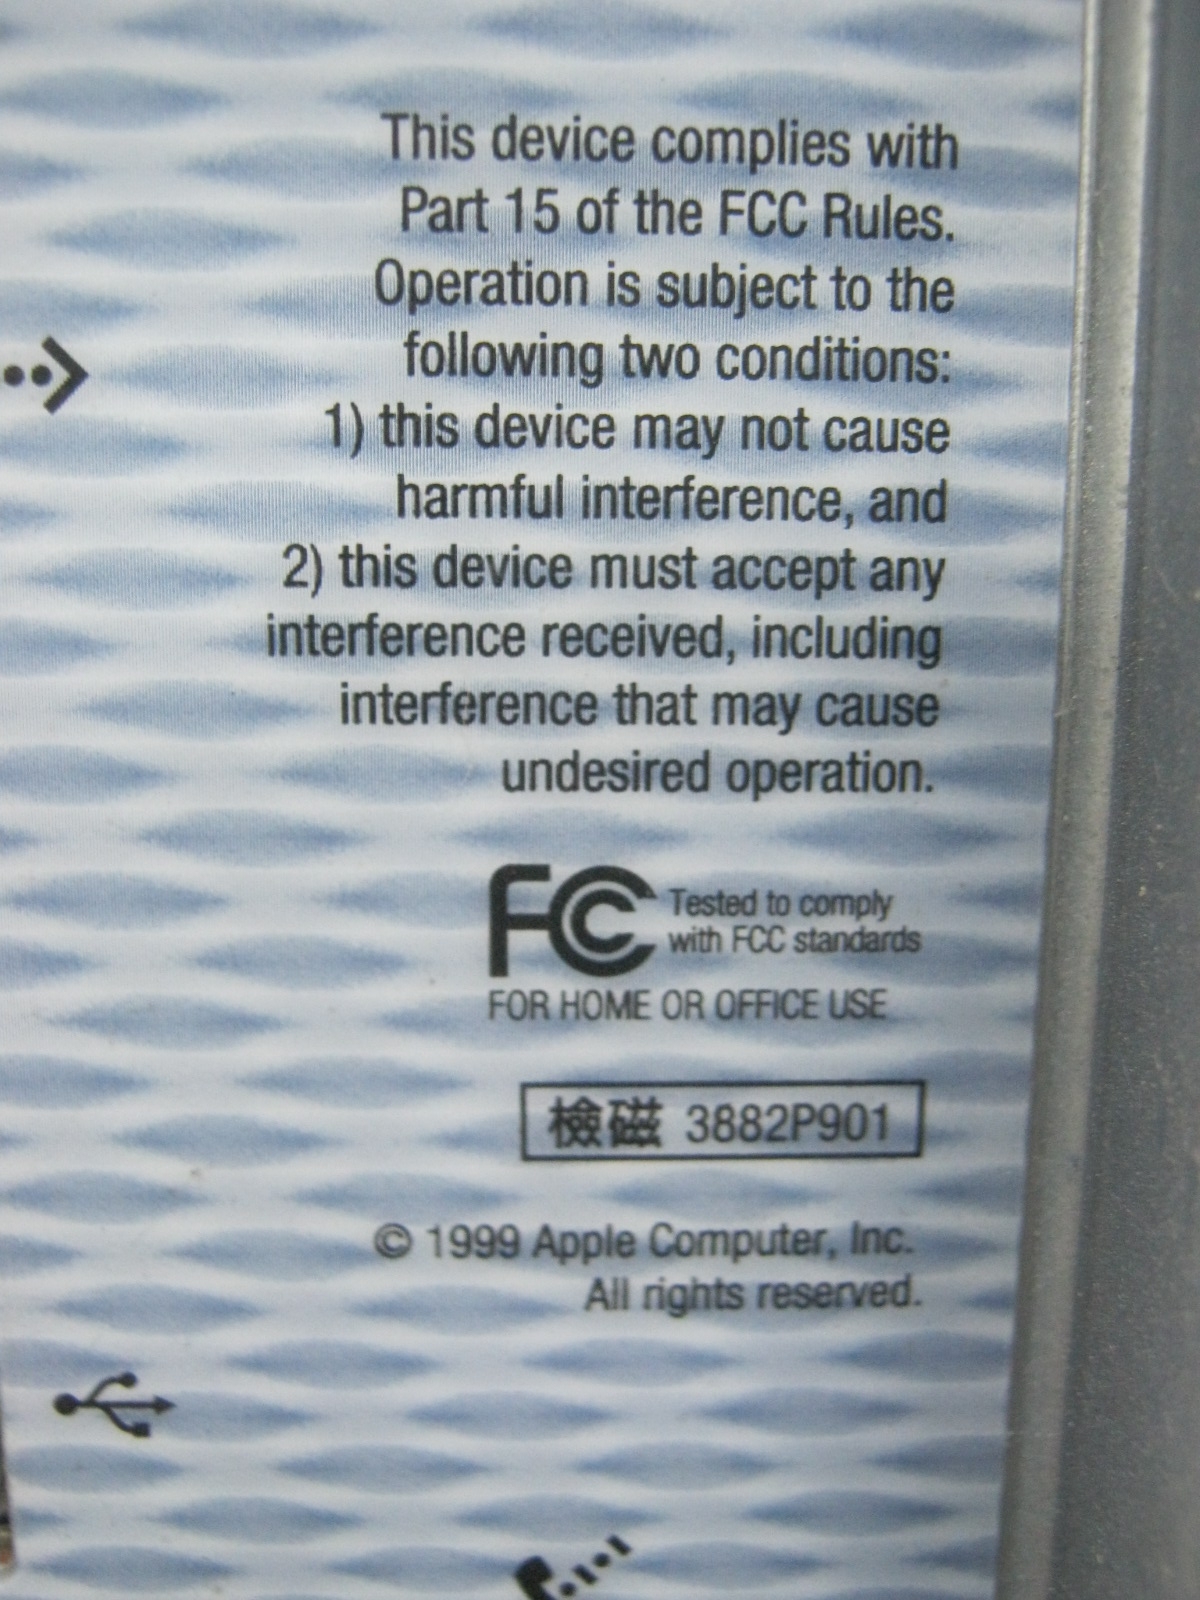 This device complies with
Part 15 of the FCC Rules.
Operation is subject to the
following two conditions:
1) this device may not cause
harmful interference, and
2) this device must accept any
interference received, including
interference that may cause
undesired operation.
FC Tested to comply
with FCC standards
FOR HOME OR OFFICE USE
檢磁 3882P901
© 1999 Apple Computer, Inc.
All rights reserved.